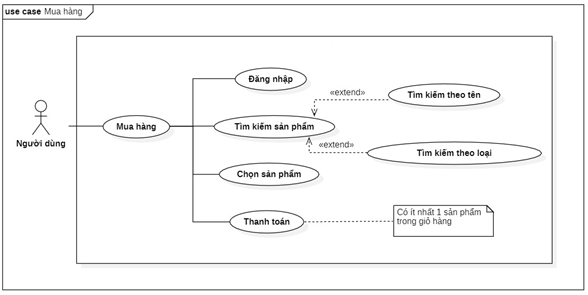 use case Mua hàng
Đăng nhập
«extend»
Tìm kiếm theo tên
Người dùng
Mua hàng
Tìm kiếm sản phẩm
«extend»
Tìm kiếm theo loại
Chọn sản phẩm
Thanh toán
Có ít nhất 1 sản phẩm
trong giỏ hàng